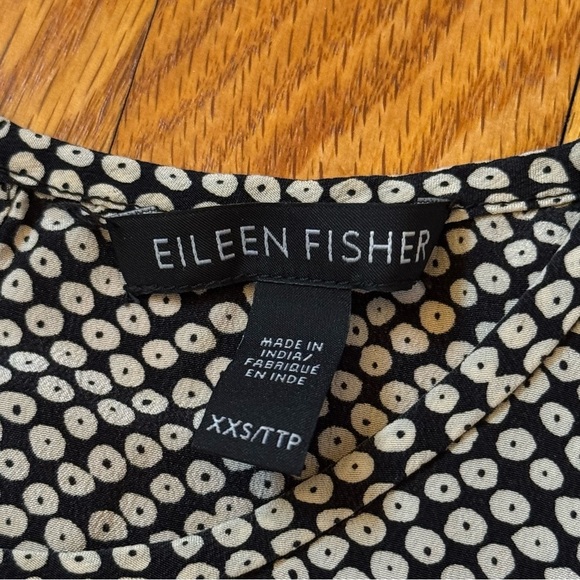 EILEEN FISHER
MADE IN
INDIA/
FABRIQUÉ
EN INDE
XXS/TTP